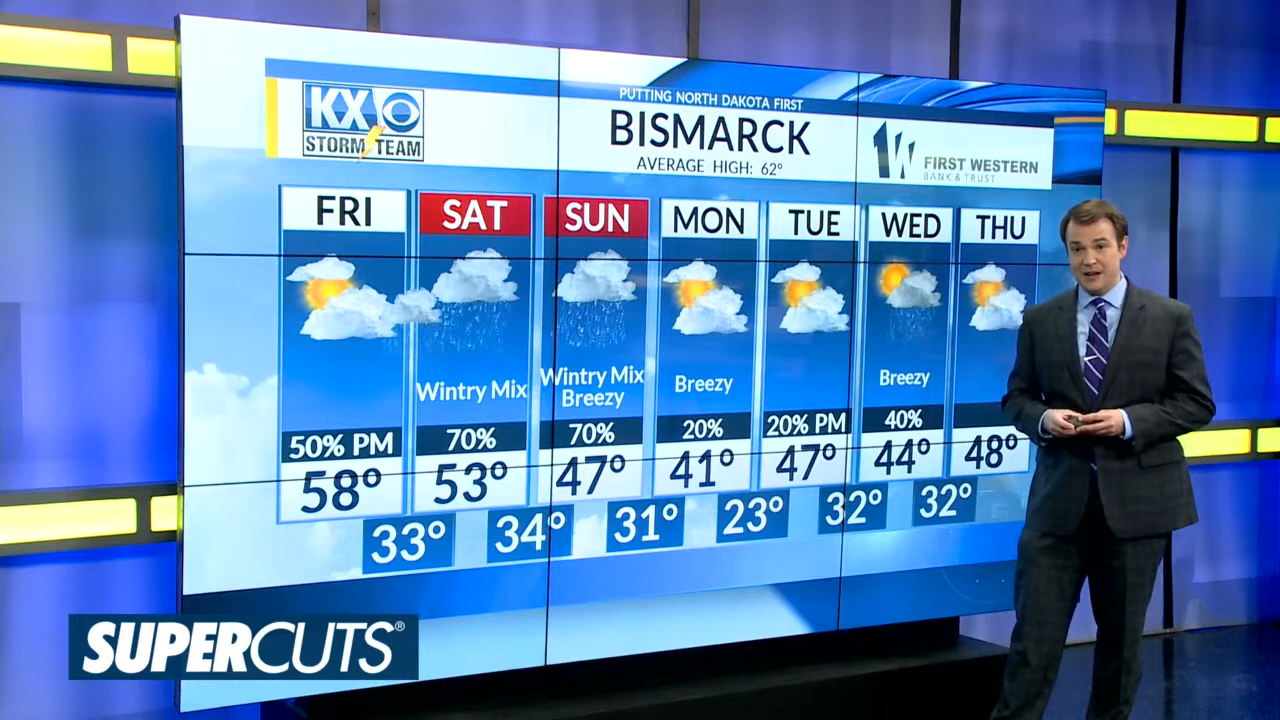 PUTTING NORTH DAKOTA FIRST
KX
STORM TEAM
BISMARCK
AVERAGE HIGH: 62°
1W
FIRST WESTERN
BANK & TRUST
FRI SAT SUN MON TUE WED THU
Wintry Mix Wintry Mix Breezy Breezy
Breezy
50% PM 70% 70% 20% 20% PM 40%
58° 53° 47° 41° 47° 44° 48°
33° 34° 31° 23° 32° 32°
SUPERCUTS®